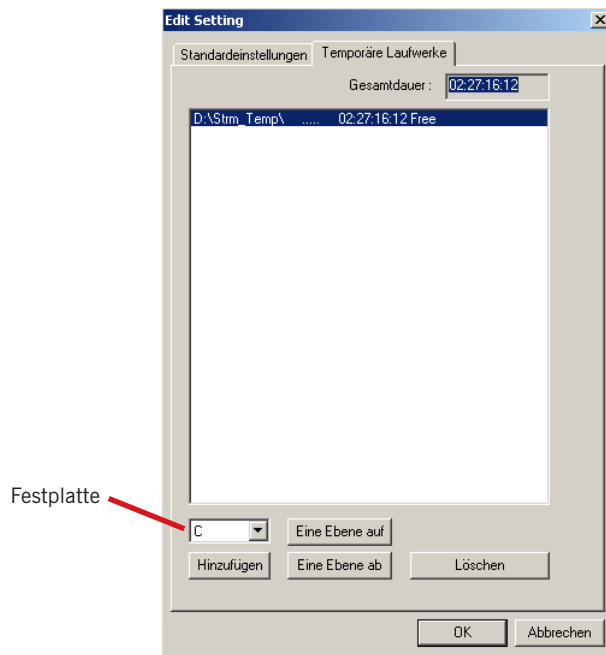 Edit Setting
Standardeinstellungen Temporäre Laufwerke
Gesamtdauer : 02:27:16:12
D:\Strm_Temp\ ..... 02:27:16:12 Free
Festplatte
C Eine Ebene auf
Hinzufügen Eine Ebene ab Löschen
OK Abbrechen